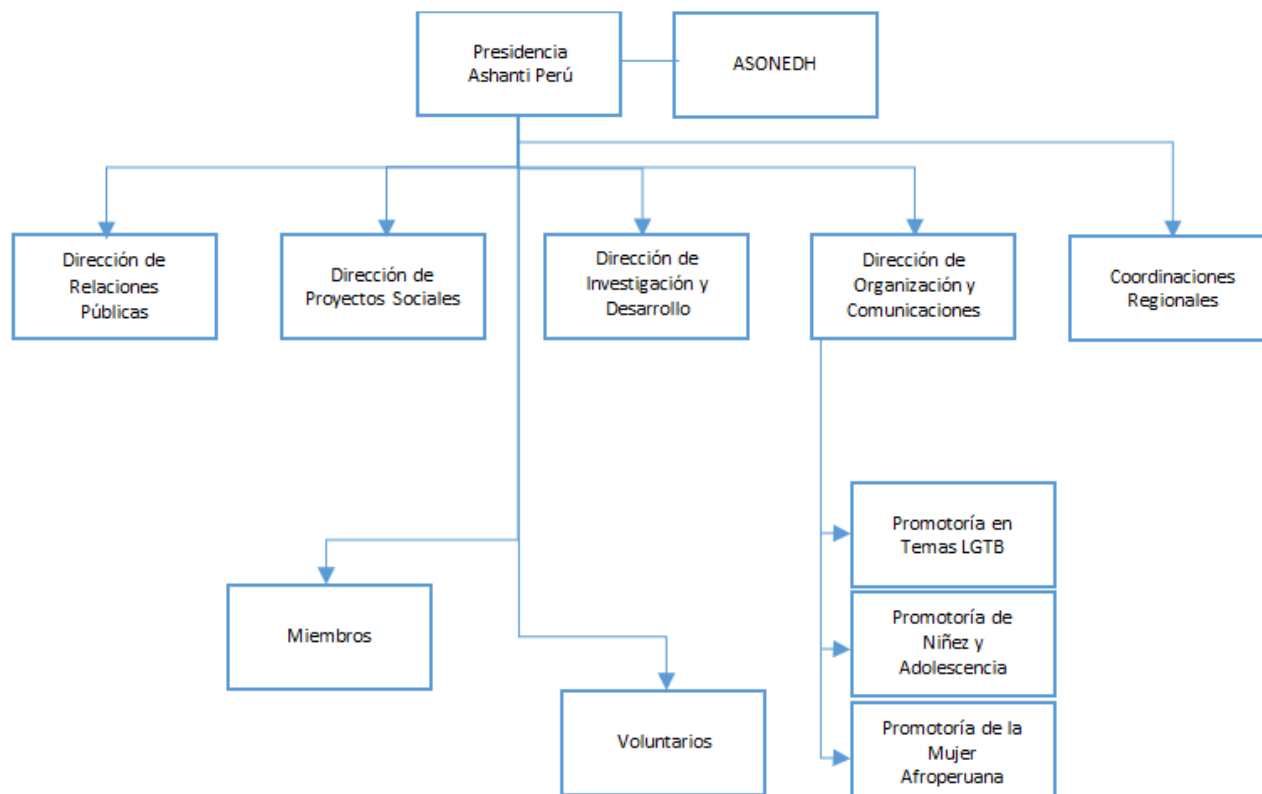 Presidencia
Ashanti Perú
ASONEDH
Dirección de
Relaciones
Públicas
Dirección de
Proyectos Sociales
Dirección de
Investigación y
Desarrollo
Dirección de
Organización y
Comunicaciones
Coordinaciones
Regionales
Promotoría en
Temas LGTB
Miembros
Promotoría de
Niñez y
Adolescencia
Voluntarios
Promotoría de la
Mujer
Afroperuana